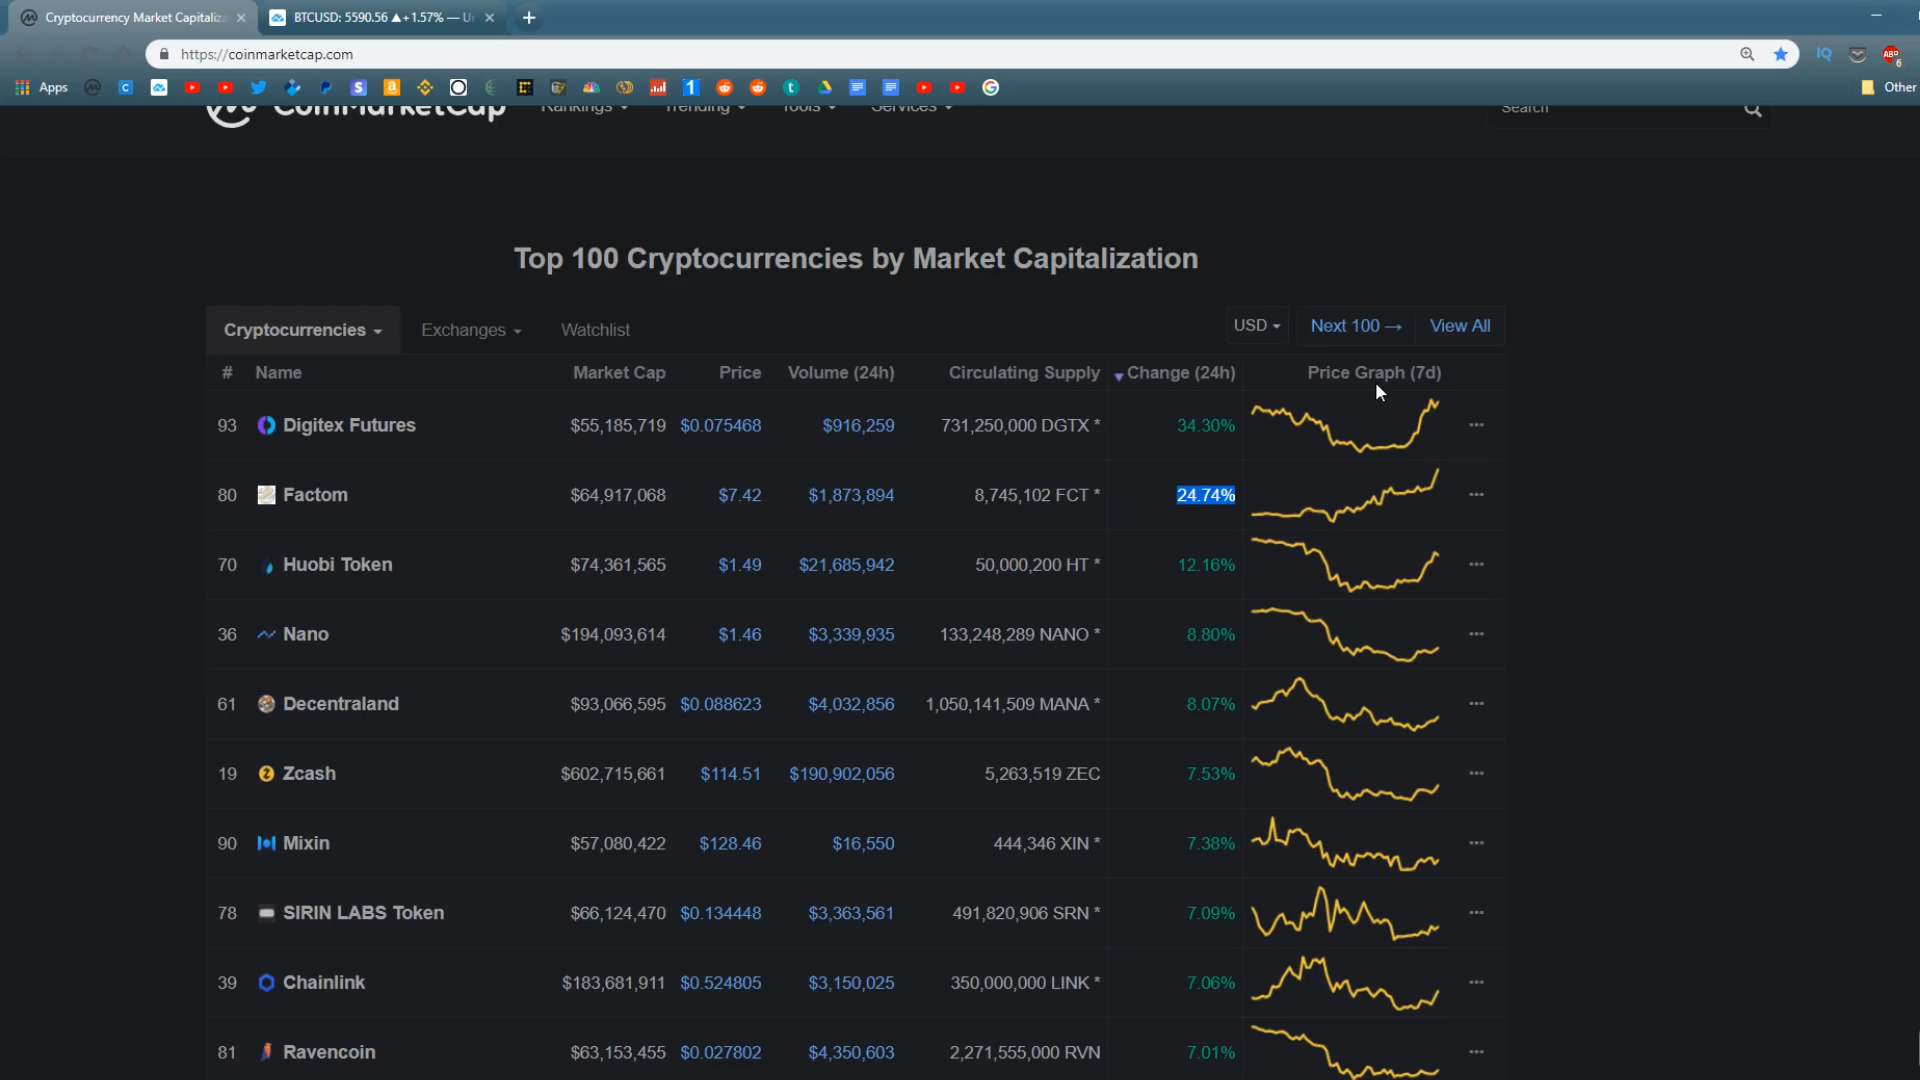 Cryptocurrency Market Capitaliz
BTCUSD: 5590.56 ▲+1.57% — U
https://coinmarketcap.com
IQ
ABP
6
Apps
Other
CoinMarketCap
Rankings
Trending
Tools
Services
Search
Top 100 Cryptocurrencies by Market Capitalization
Cryptocurrencies
Exchanges
Watchlist
USD
Next 100 →
View All
# Name Market Cap Price Volume (24h) Circulating Supply Change (24h) Price Graph (7d)
93 Digitex Futures $55,185,719 $0.075468 $916,259 731,250,000 DGTX * 34.30%
80 Factom $64,917,068 $7.42 $1,873,894 8,745,102 FCT * 24.74%
70 Huobi Token $74,361,565 $1.49 $21,685,942 50,000,200 HT * 12.16%
36 Nano $194,093,614 $1.46 $3,339,935 133,248,289 NANO * 8.80%
61 Decentraland $93,066,595 $0.088623 $4,032,856 1,050,141,509 MANA * 8.07%
19 Zcash $602,715,661 $114.51 $190,902,056 5,263,519 ZEC 7.53%
90 Mixin $57,080,422 $128.46 $16,550 444,346 XIN * 7.38%
78 SIRIN LABS Token $66,124,470 $0.134448 $3,363,561 491,820,906 SRN * 7.09%
39 Chainlink $183,681,911 $0.524805 $3,150,025 350,000,000 LINK * 7.06%
81 Ravencoin $63,153,455 $0.027802 $4,350,603 2,271,555,000 RVN 7.01%